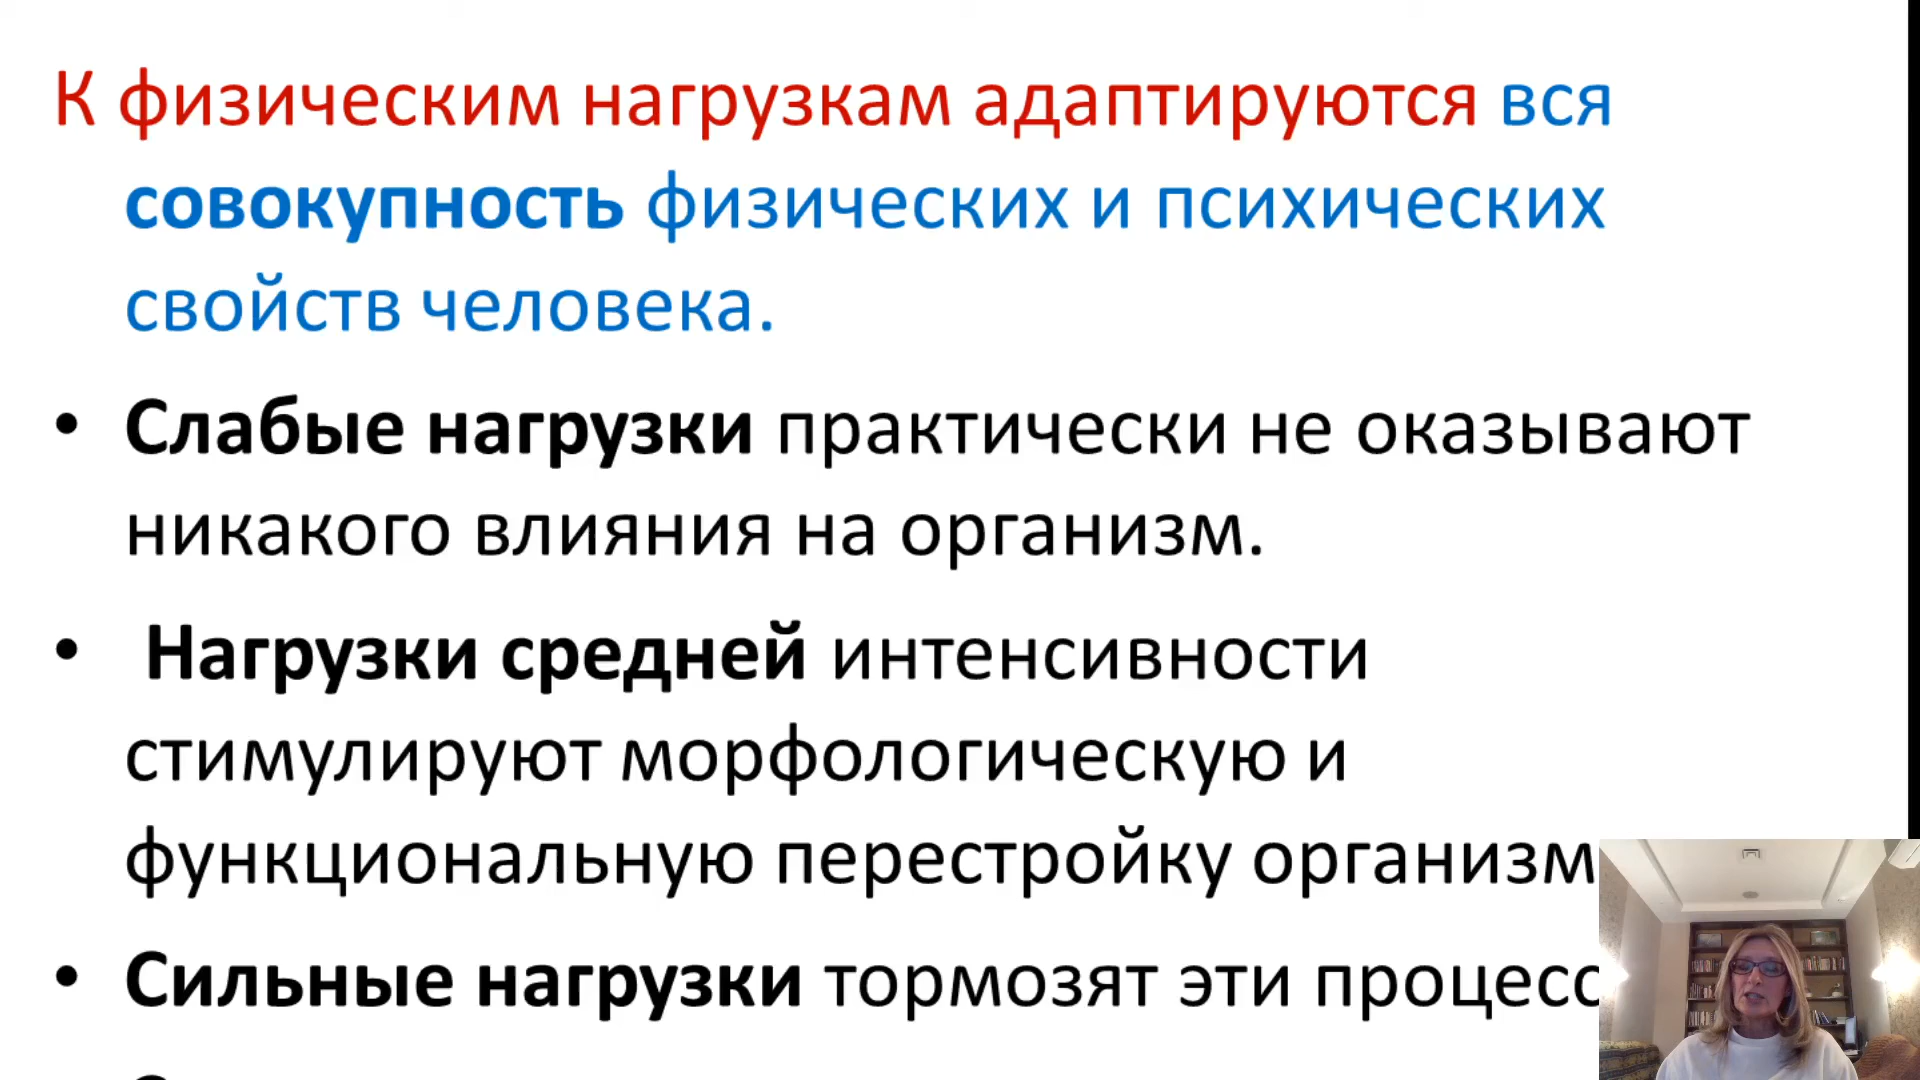 К физическим нагрузкам адаптируются вся
совокупность физических и психических
свойств человека.
• Слабые нагрузки практически не оказывают
никакого влияния на организм.
• Нагрузки средней интенсивности
стимулируют морфологическую и
функциональную перестройку организм
• Сильные нагрузки тормозят эти процесс